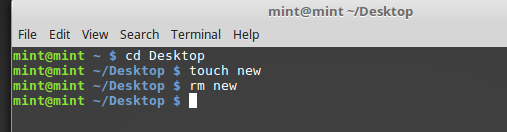 mint@mint ~/Desktop
File Edit View Search Terminal Help
mint@mint ~ $ cd Desktop
mint@mint ~/Desktop $ touch new
mint@mint ~/Desktop $ rm new
mint@mint ~/Desktop $